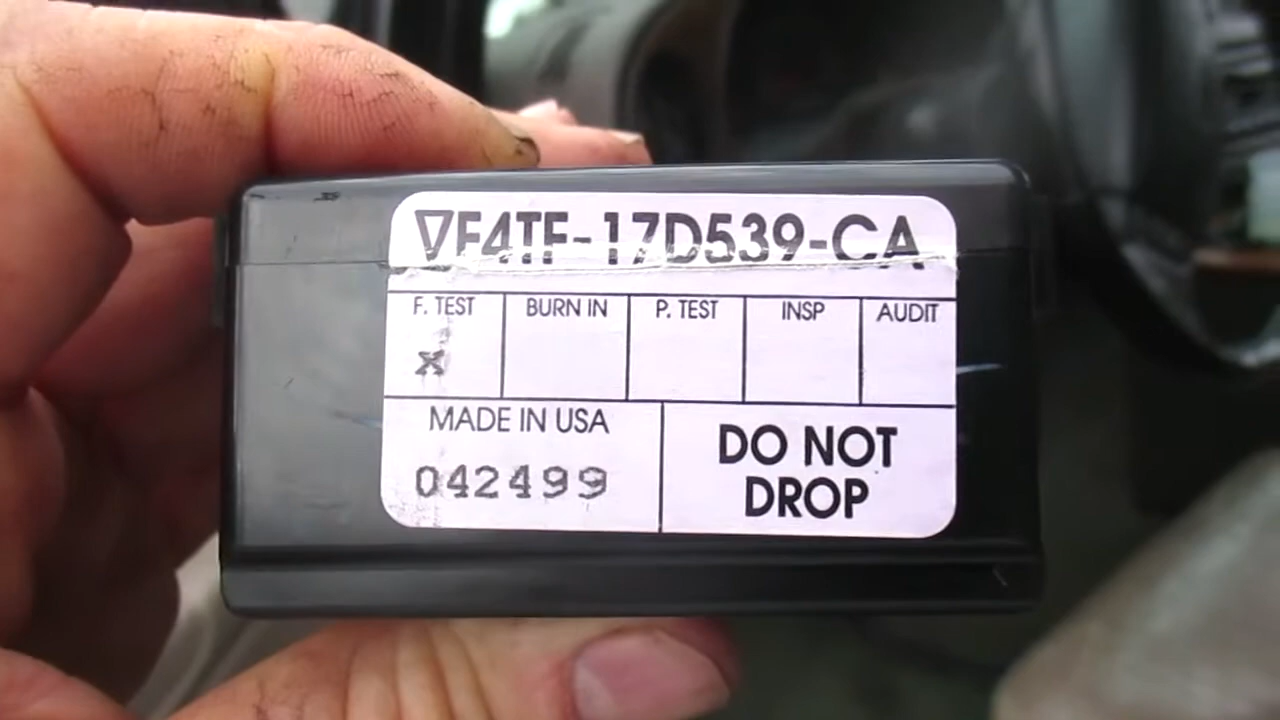 ∇F4TF-17D539-CA
F. TEST BURN IN P. TEST INSP AUDIT
x
MADE IN USA
042499
DO NOT
DROP